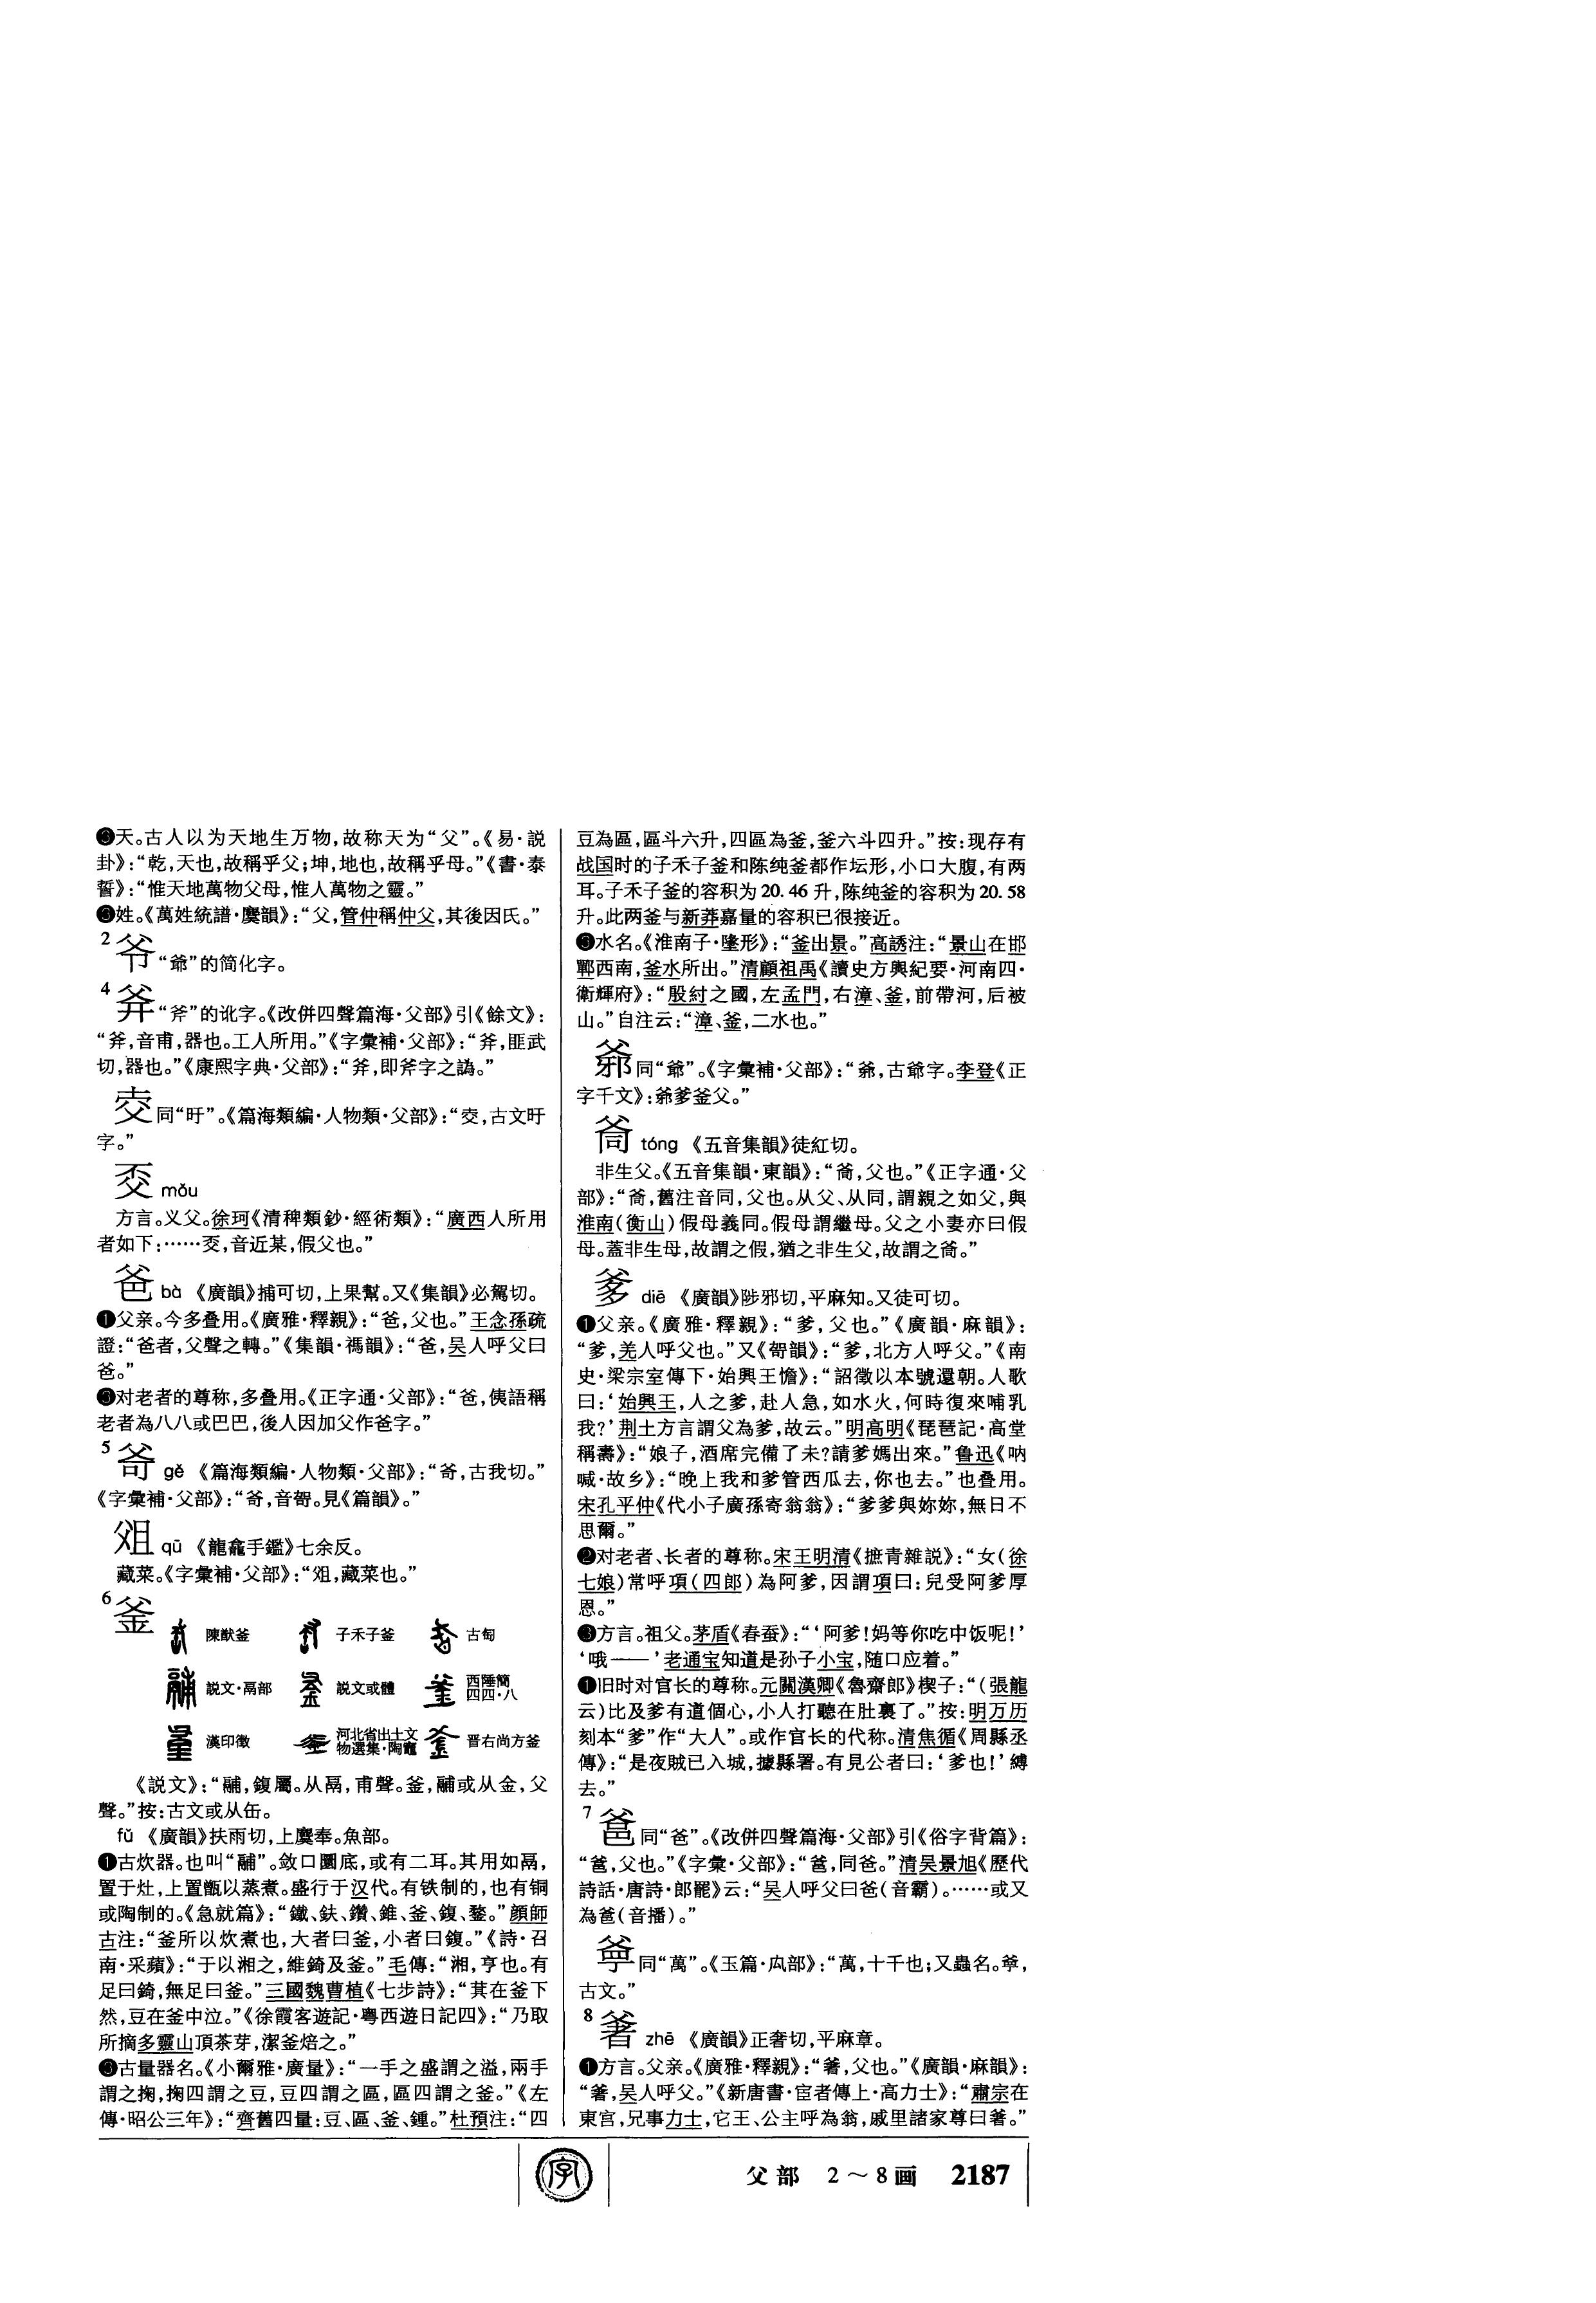 天。古人以为天地生万物,故称天为“父”。《易·説
卦》:“乾,天也,故稱乎父;坤,地也,故稱乎母。”《書·泰
誓》:“惟天地萬物父母,惟人萬物之靈。”
姓。《萬姓統譜·麌韻》:“父,管仲稱仲父,其後因氏。”
2 爷 “爺”的简化字。
4 “斧”的讹字。《改併四聲篇海·父部》引《餘文》:
音甫,器也。工人所用。”《字彙補·父部》:匪武
切,器也。”《康熙字典·父部》:即斧字之譌。”
同“旰”。《篇海類編·人物類·父部》:古文旰
字。”
mǒu
方言。义父。徐珂《清稗類鈔·經術類》:“廣西人所用
者如下:……音近某,假父也。”
爸 bà 《廣韻》捕可切,上果幫。又《集韻》必駕切。
❶父亲。今多叠用。《廣雅·釋親》:“爸,父也。”王念孫疏
證:“爸者,父聲之轉。”《集韻·禡韻》:“爸,吴人呼父曰
爸。”
对老者的尊称,多叠用。《正字通·父部》:“爸,夷語稱
老者為八八或巴巴,後人因加父作爸字。”
5 gě 《篇海類編·人物類·父部》:古我切。”
《字彙補·父部》:音哿。見《篇韻》。”
qū 《龍龕手鑑》七余反。
藏菜。《字彙補·父部》:藏菜也。”
6 釜
陳猷釜 子禾子釜 古匋
説文·鬲部 説文或體 西陲簡四四·八
漢印徵 河北省出土文物選集·陶竈 晋右尚方釜
《説文》:“鬴,鍑屬。从鬲,甫聲。釜,鬴或从金,父
聲。”按:古文或从缶。
fǔ 《廣韻》扶雨切,上麌奉。魚部。
❶古炊器。也叫“鬴”。敛口圜底,或有二耳。其用如鬲,
置于灶,上置甑以蒸煮。盛行于汉代。有铁制的,也有铜
或陶制的。《急就篇》:“鐵、鈇、鑽、錐、釜、鍑、鍪。”顔師
古注:“釜所以炊煮也,大者曰釜,小者曰鍑。”《詩·召
南·采蘋》:“于以湘之,維錡及釜。”毛傳:“湘,亨也。有
足曰錡,無足曰釜。”三國魏曹植《七步詩》:“萁在釜下
然,豆在釜中泣。”《徐霞客遊記·粤西遊日記四》:“乃取
所摘多靈山頂茶芽,潔釜焙之。”
古量器名。《小爾雅·廣量》:“一手之盛謂之溢,兩手
謂之掬,掬四謂之豆,豆四謂之區,區四謂之釜。”《左
傳·昭公三年》:“齊舊四量:豆、區、釜、鍾。”杜預注:“四
豆為區,區斗六升,四區為釜,釜六斗四升。”按:现存有
战国时的子禾子釜和陈纯釜都作坛形,小口大腹,有两
耳。子禾子釜的容积为20.46升,陈纯釜的容积为20.58
升。此两釜与新莽嘉量的容积已很接近。
❸水名。《淮南子·墬形》:“釜出景。”高誘注:“景山在邯
鄲西南,釜水所出。”清顧祖禹《讀史方輿紀要·河南四·
衛輝府》:“殷紂之國,左孟門,右漳、釜,前帶河,后被
山。”自注云:“漳、釜,二水也。”
同“爺”。《字彙補·父部》:古爺字。李登《正
字千文》:爹釜父。”
tóng 《五音集韻》徒紅切。
非生父。《五音集韻·東韻》:父也。”《正字通·父
部》:舊注音同,父也。从父、从同,謂親之如父,與
淮南(衡山)假母義同。假母謂繼母。父之小妻亦曰假
母。蓋非生母,故謂之假,猶之非生父,故謂之
爹 diē 《廣韻》陟邪切,平麻知。又徒可切。
❶父亲。《廣雅·釋親》:“爹,父也。”《廣韻·麻韻》:
“爹,羌人呼父也。”又《哿韻》:“爹,北方人呼父。”《南
史·梁宗室傳下·始興王憺》:“詔徵以本號還朝。人歌
曰:‘始興王,人之爹,赴人急,如水火,何時復來哺乳
我?’荆土方言謂父為爹,故云。”明高明《琵琶記·高堂
稱壽》:“娘子,酒席完備了未?請爹媽出來。”鲁迅《呐
喊·故乡》:“晚上我和爹管西瓜去,你也去。”也叠用。
宋孔平仲《代小子廣孫寄翁翁》:“爹爹與妳妳,無日不
思爾。”
❷对老者、长者的尊称。宋王明清《摭青雜説》:“女(徐
七娘)常呼項(四郎)為阿爹,因謂項曰:兒受阿爹厚
恩。”
❸方言。祖父。茅盾《春蚕》:“‘阿爹!妈等你吃中饭呢!’
‘哦——’老通宝知道是孙子小宝,随口应着。”
旧时对官长的尊称。元關漢卿《魯齋郎》楔子:“(張龍
云)比及爹有道個心,小人打聽在肚裏了。”按:明万历
刻本“爹”作“大人”。或作官长的代称。清焦循《周縣丞
傳》:“是夜賊已入城,據縣署。有見公者曰:‘爹也!’縛
去。”
7 同“爸”。《改併四聲篇海·父部》引《俗字背篇》:
父也。”《字彙·父部》:同爸。”清吴景旭《歷代
詩話·唐詩·郎罷》云:“吴人呼父曰爸(音霸)。……或又
為(音播)。”
同“萬”。《玉篇·禸部》:“萬,十千也;又蟲名。
古文。”
8 zhē 《廣韻》正奢切,平麻章。
❶方言。父亲。《廣雅·釋親》:父也。”《廣韻·麻韻》:
吴人呼父。”《新唐書·宦者傳上·高力士》:“肅宗在
東宫,兄事力士,它王、公主呼為翁,戚里諸家尊曰
字 父部 2～8画 2187